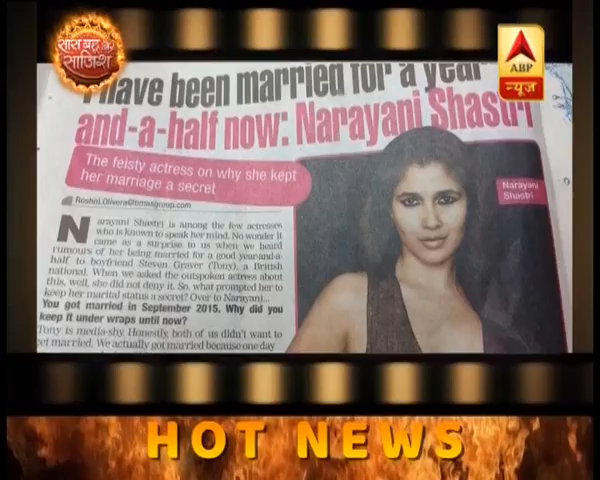 सास बहू और
साज़िश
ABP
न्यूज़
I have been married for a year
and-a-half now: Narayani Shastri
The feisty actress on why she kept
her marriage a secret
Narayani
Shastri
Roshni.Olivera@timesgroup.com
Narayani Shastri is among the few actresses
who is known to speak her mind. No wonder it
came as a surprise to us when we heard
rumours of her being married for a good year-and-a-
half to boyfriend Steven Graver (Tony), a British
national. When we asked the outspoken actress about
this, well, she did not deny it. So, what prompted her to
keep her marital status a secret? Over to Narayani...
You got married in September 2015. Why did you
keep it under wraps until now?
Tony is media-shy. Honestly, both of us didn't want to
get married. We actually got married because one day
HOT NEWS